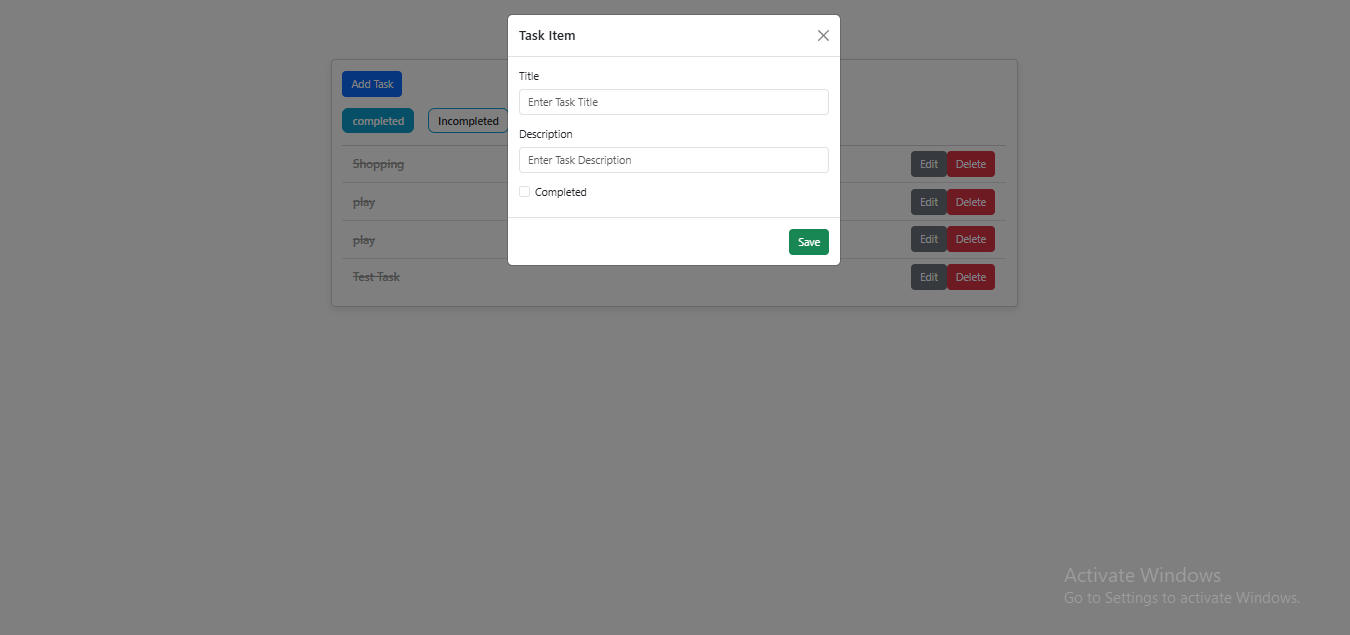 Task Item
Title
Enter Task Title
Description
Enter Task Description
Completed
Save
Add Task
completed Incompleted
Shopping Edit Delete
play Edit Delete
play Edit Delete
Test Task Edit Delete
Activate Windows
Go to Settings to activate Windows.